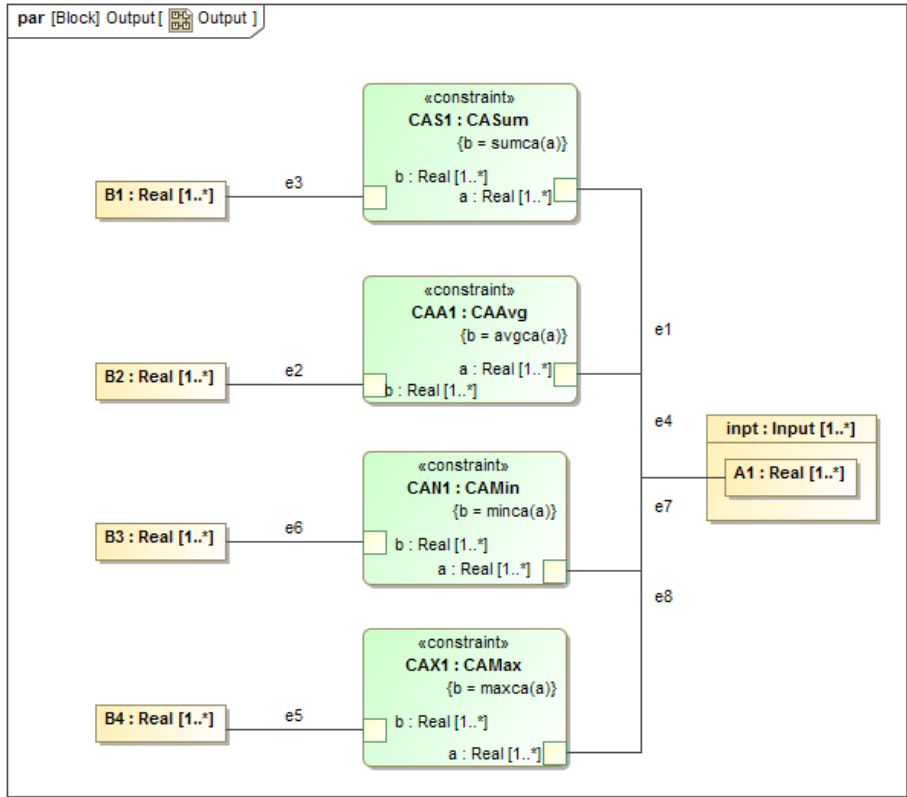 par [Block] Output [ Output ]
«constraint»
CAS1 : CASum
{b = sumca(a)}
b : Real [1..*]
a : Real [1..*]
B1 : Real [1..*]
e3
«constraint»
CAA1 : CAAvg
{b = avgca(a)}
a : Real [1..*]
b : Real [1..*]
B2 : Real [1..*]
e2
e1
e4
inpt : Input [1..*]
A1 : Real [1..*]
e7
e8
«constraint»
CAN1 : CAMin
{b = minca(a)}
b : Real [1..*]
a : Real [1..*]
B3 : Real [1..*]
e6
«constraint»
CAX1 : CAMax
{b = maxca(a)}
b : Real [1..*]
a : Real [1..*]
B4 : Real [1..*]
e5